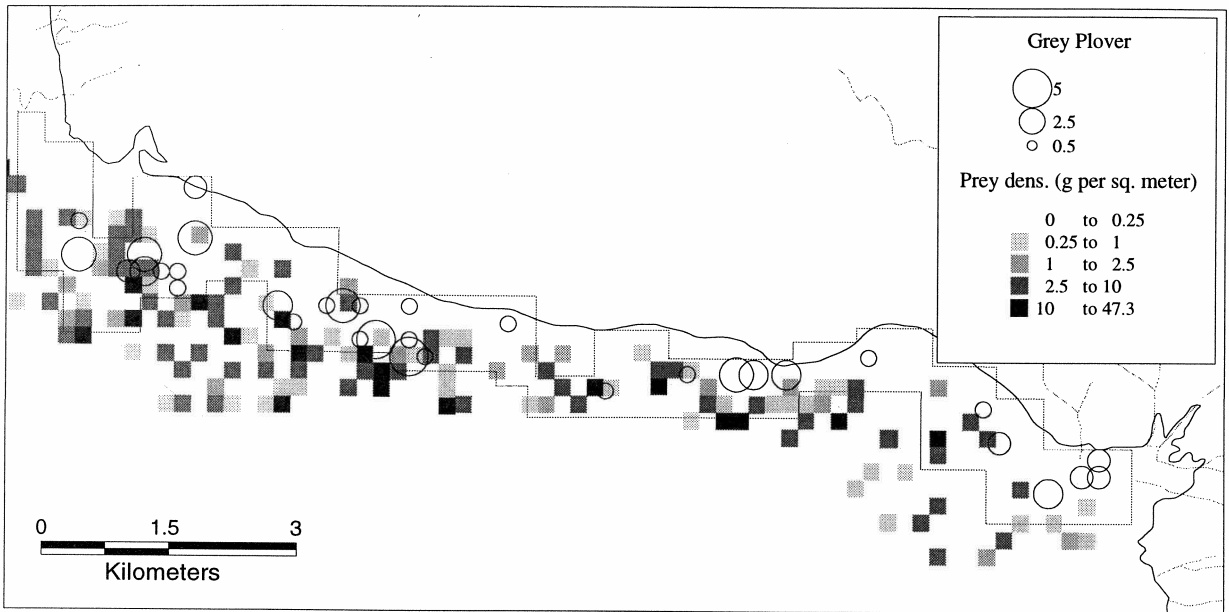 Grey Plover
5
2.5
0.5
Prey dens. (g per sq. meter)
0 to 0.25
0.25 to 1
1 to 2.5
2.5 to 10
10 to 47.3
0 1.5 3
Kilometers